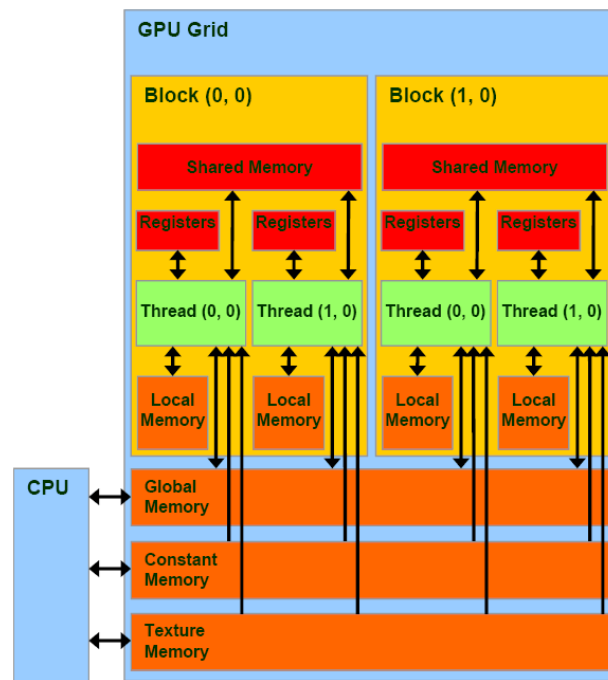 GPU Grid
Block (0, 0)
Block (1, 0)
Shared Memory
Shared Memory
Registers
Registers
Registers
Registers
Thread (0, 0)
Thread (1, 0)
Thread (0, 0)
Thread (1, 0)
Local
Memory
Local
Memory
Local
Memory
Local
Memory
CPU
Global
Memory
Constant
Memory
Texture
Memory